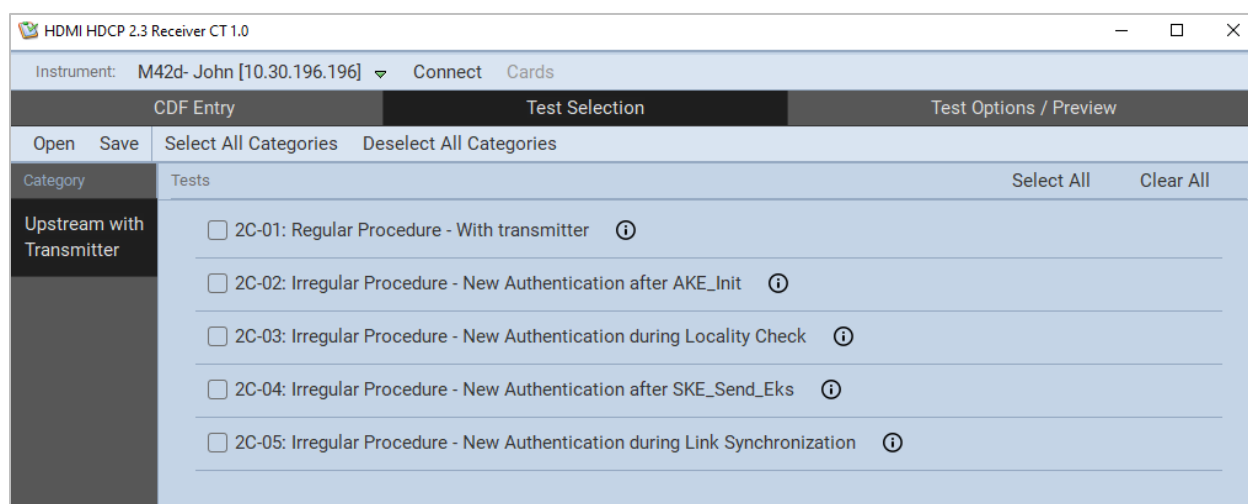 HDMI HDCP 2.3 Receiver CT 1.0
Instrument: M42d- John [10.30.196.196] Connect Cards
CDF Entry Test Selection Test Options / Preview
Open Save Select All Categories Deselect All Categories
Category Tests Select All Clear All
Upstream with
Transmitter
2C-01: Regular Procedure - With transmitter
2C-02: Irregular Procedure - New Authentication after AKE_Init
2C-03: Irregular Procedure - New Authentication during Locality Check
2C-04: Irregular Procedure - New Authentication after SKE_Send_Eks
2C-05: Irregular Procedure - New Authentication during Link Synchronization